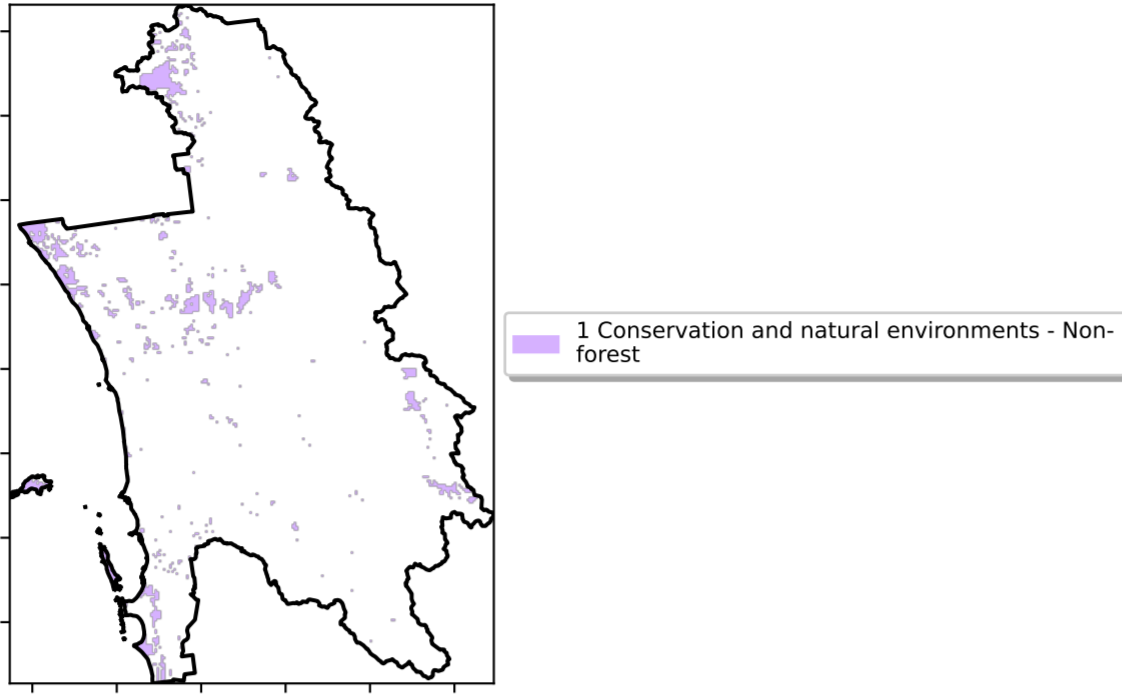 1 Conservation and natural environments - Non-
forest